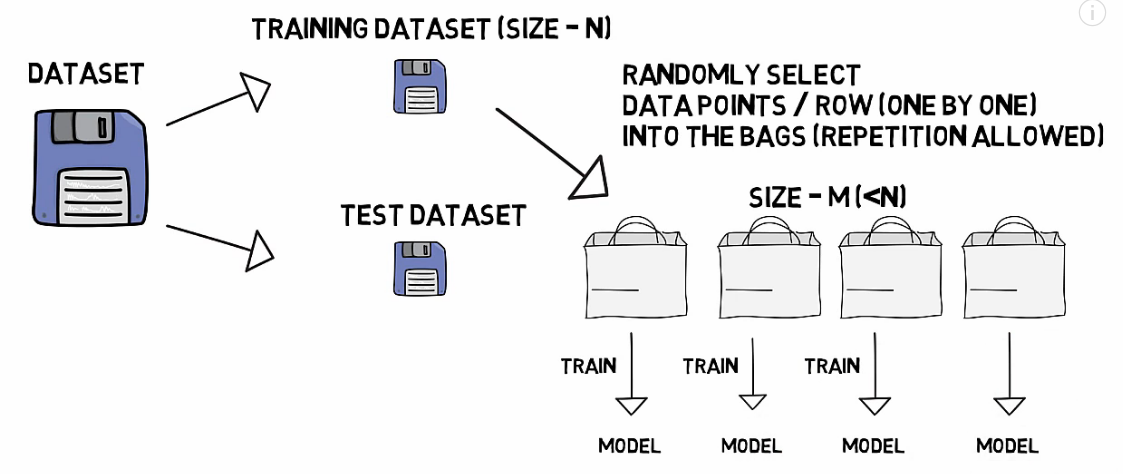 TRAINING DATASET (SIZE - N)
DATASET
RANDOMLY SELECT
DATA POINTS / ROW (ONE BY ONE)
INTO THE BAGS (REPETITION ALLOWED)
SIZE - M (<N)
TEST DATASET
TRAIN TRAIN TRAIN
MODEL MODEL MODEL MODEL